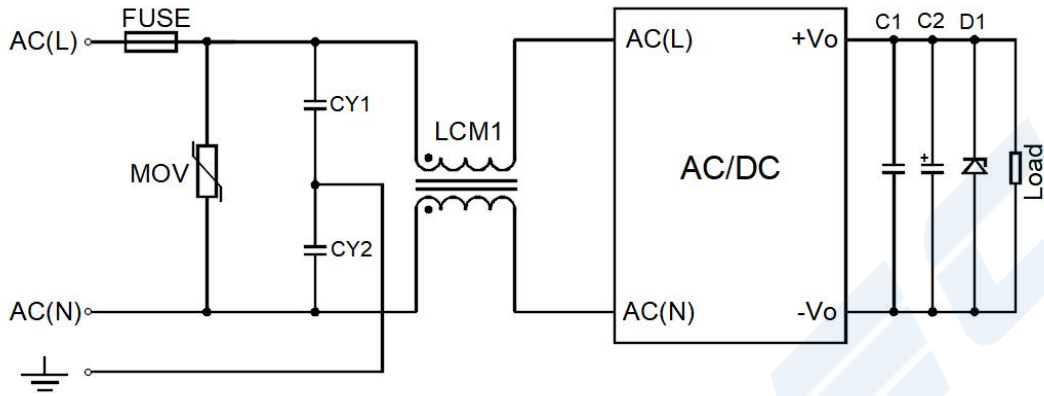 FUSE
C1 C2 D1
AC(L)
AC(L)
+Vo
CY1
LCM1
MOV
AC/DC
+
Load
CY2
AC(N)
AC(N)
-Vo